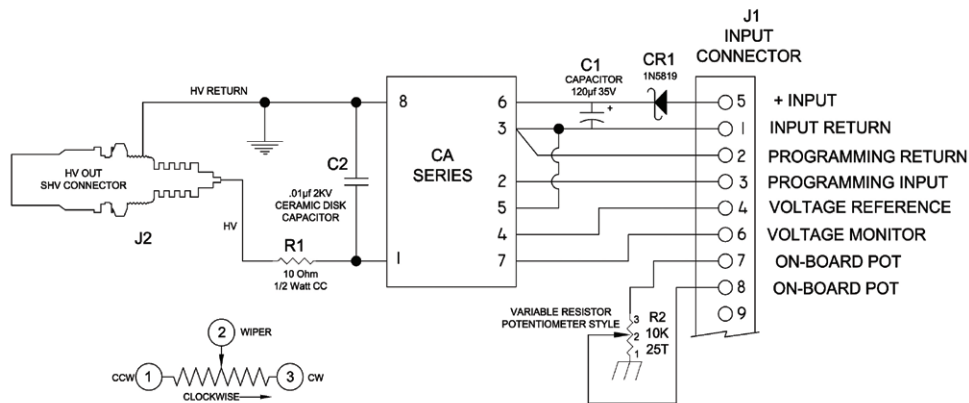 J1
INPUT
CONNECTOR
C1
CAPACITOR
120µf 35V
+
CR1
1N5819
HV RETURN
8
6
5
+ INPUT
3
1
INPUT RETURN
2
PROGRAMMING RETURN
CA
SERIES
HV OUT
SHV CONNECTOR
C2
.01µf 2KV
CERAMIC DISK
CAPACITOR
2
3
PROGRAMMING INPUT
5
4
VOLTAGE REFERENCE
J2
HV
4
6
VOLTAGE MONITOR
R1
10 Ohm
1/2 Watt CC
1
7
7
ON-BOARD POT
8
ON-BOARD POT
9
VARIABLE RESISTOR
POTENTIOMETER STYLE
3
2
1
R2
10K
25T
2
WIPER
CCW
1
3
CW
CLOCKWISE